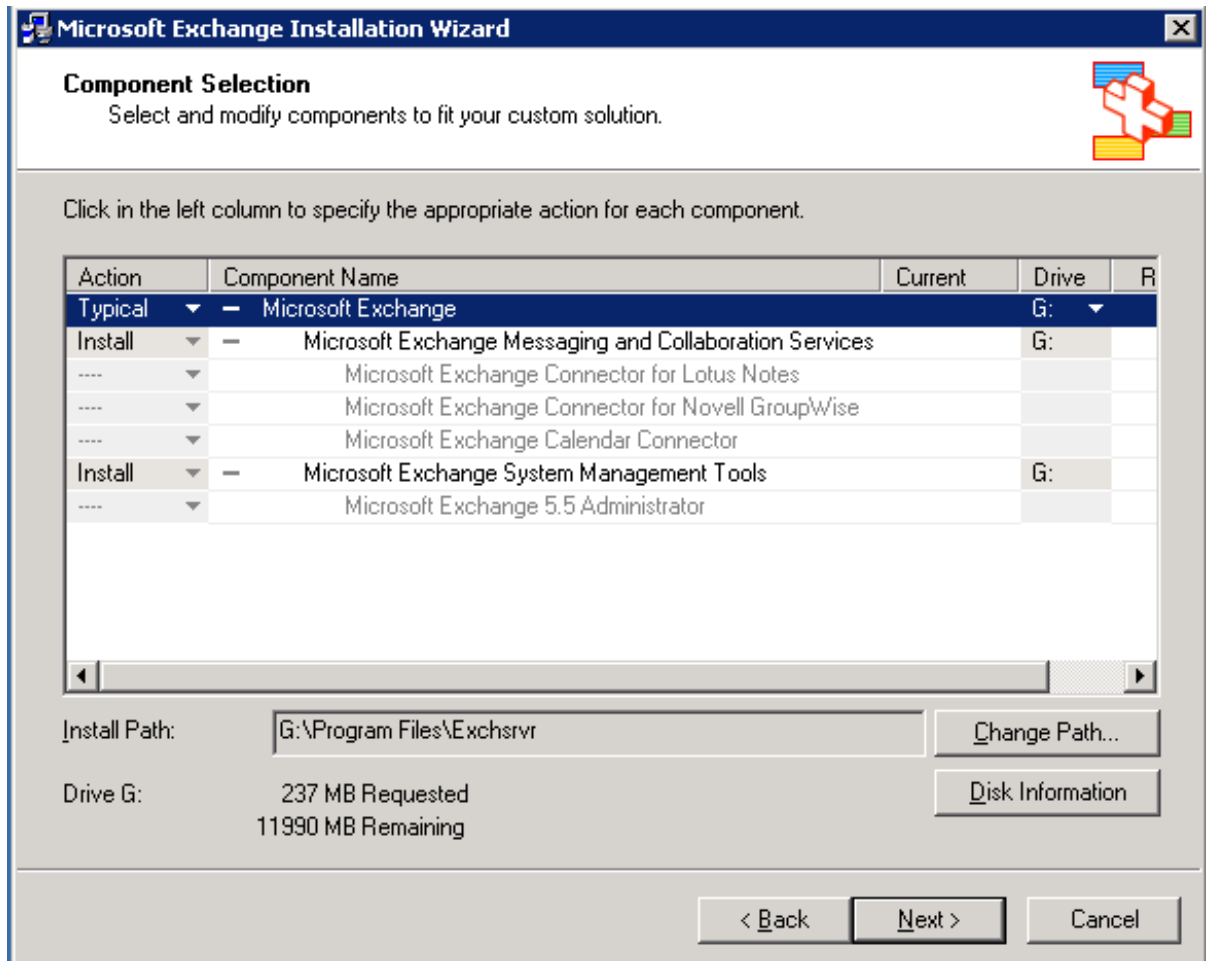 Microsoft Exchange Installation Wizard
Component Selection
Select and modify components to fit your custom solution.
Click in the left column to specify the appropriate action for each component.
Action Component Name Current Drive R
Typical Microsoft Exchange G:
Install Microsoft Exchange Messaging and Collaboration Services G:
---- Microsoft Exchange Connector for Lotus Notes
---- Microsoft Exchange Connector for Novell GroupWise
---- Microsoft Exchange Calendar Connector
Install Microsoft Exchange System Management Tools G:
---- Microsoft Exchange 5.5 Administrator
Install Path: G:\Program Files\Exchsrvr Change Path...
Drive G: 237 MB Requested Disk Information
11990 MB Remaining
< Back Next > Cancel